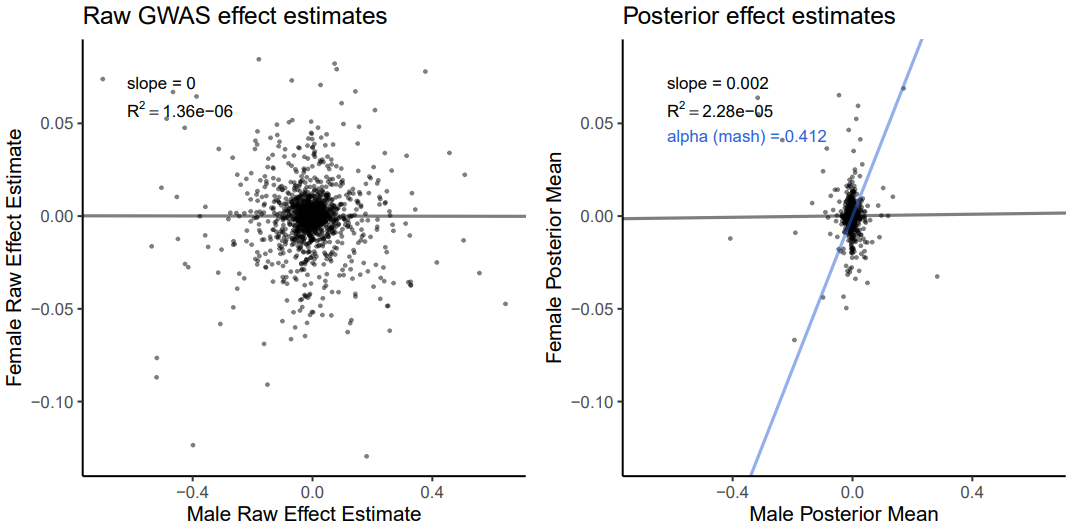 Raw GWAS effect estimates
slope = 0
R² = 1.36e−06
0.05
0.00
−0.05
−0.10
Female Raw Effect Estimate
−0.4
0.0
0.4
Male Raw Effect Estimate
Posterior effect estimates
slope = 0.002
R² = 2.28e−05
alpha (mash) = 0.412
0.05
0.00
−0.05
−0.10
Female Posterior Mean
−0.4
0.0
0.4
Male Posterior Mean